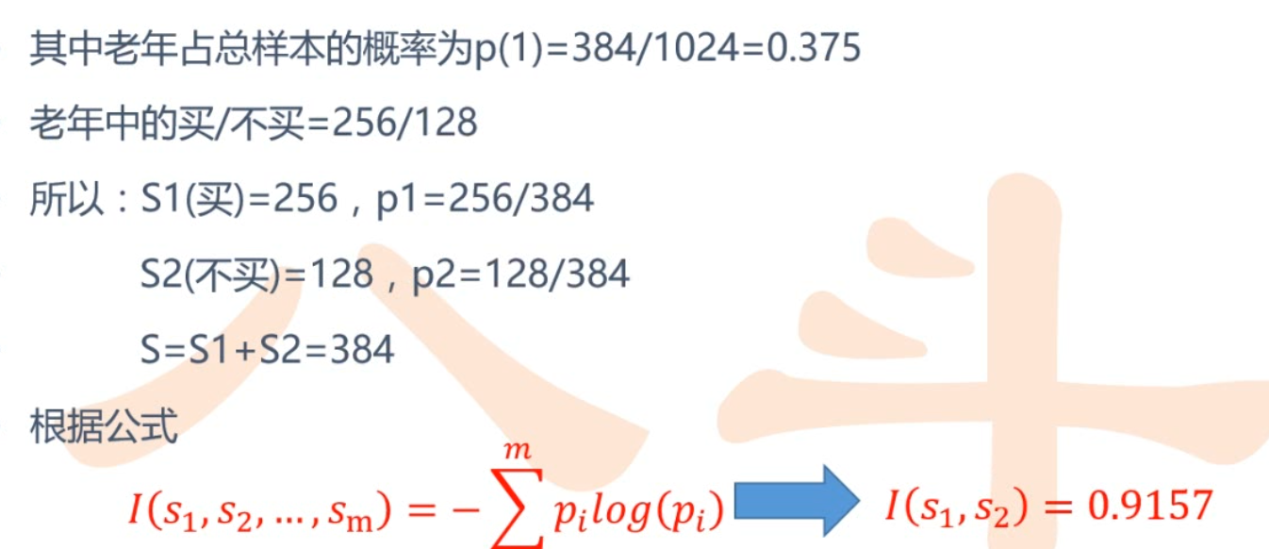 其中老年占总样本的概率为p(1)=384/1024=0.375
老年中的买/不买=256/128
所以：S1(买)=256，p1=256/384
S2(不买)=128，p2=128/384
S=S1+S2=384
根据公式
I(s₁,s₂,…,sₘ) = −∑ᵐ pᵢlog(pᵢ) I(s₁,s₂) = 0.9157
八斗